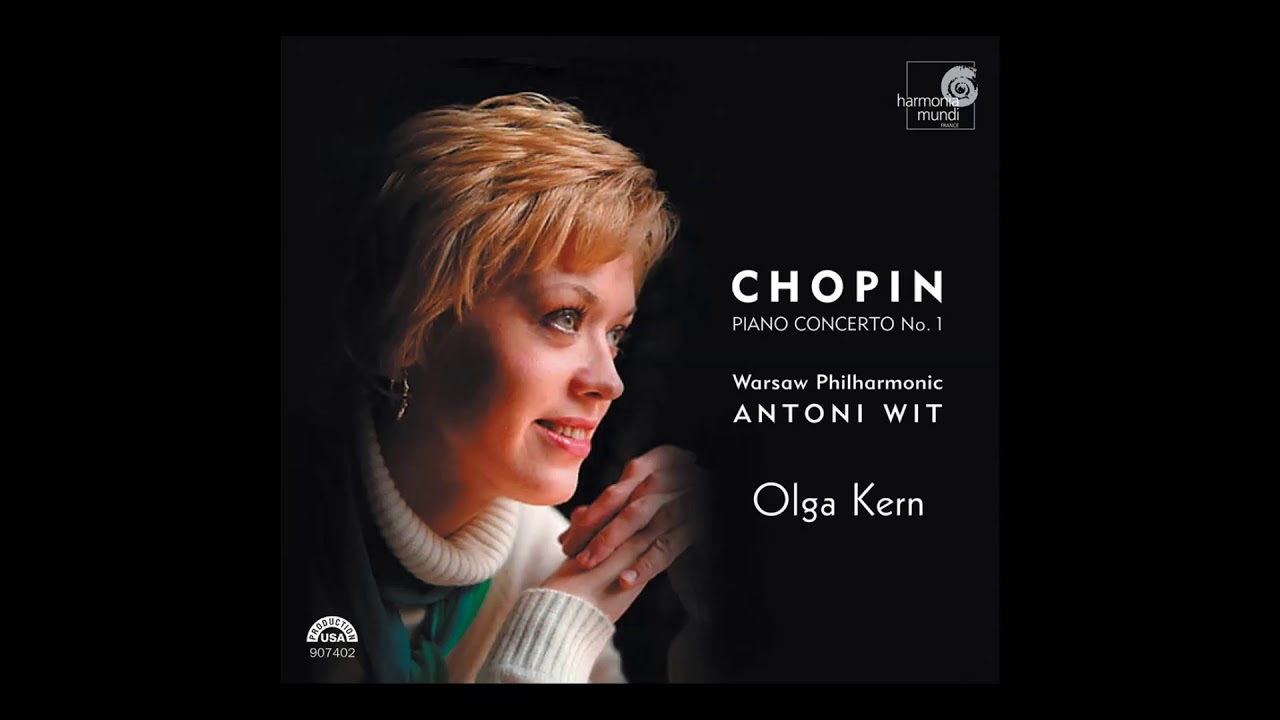 harmonia
mundi
FRANCE
CHOPIN
PIANO CONCERTO No. 1
Warsaw Philharmonic
ANTONI WIT
Olga Kern
PRODUCTION
USA
907402